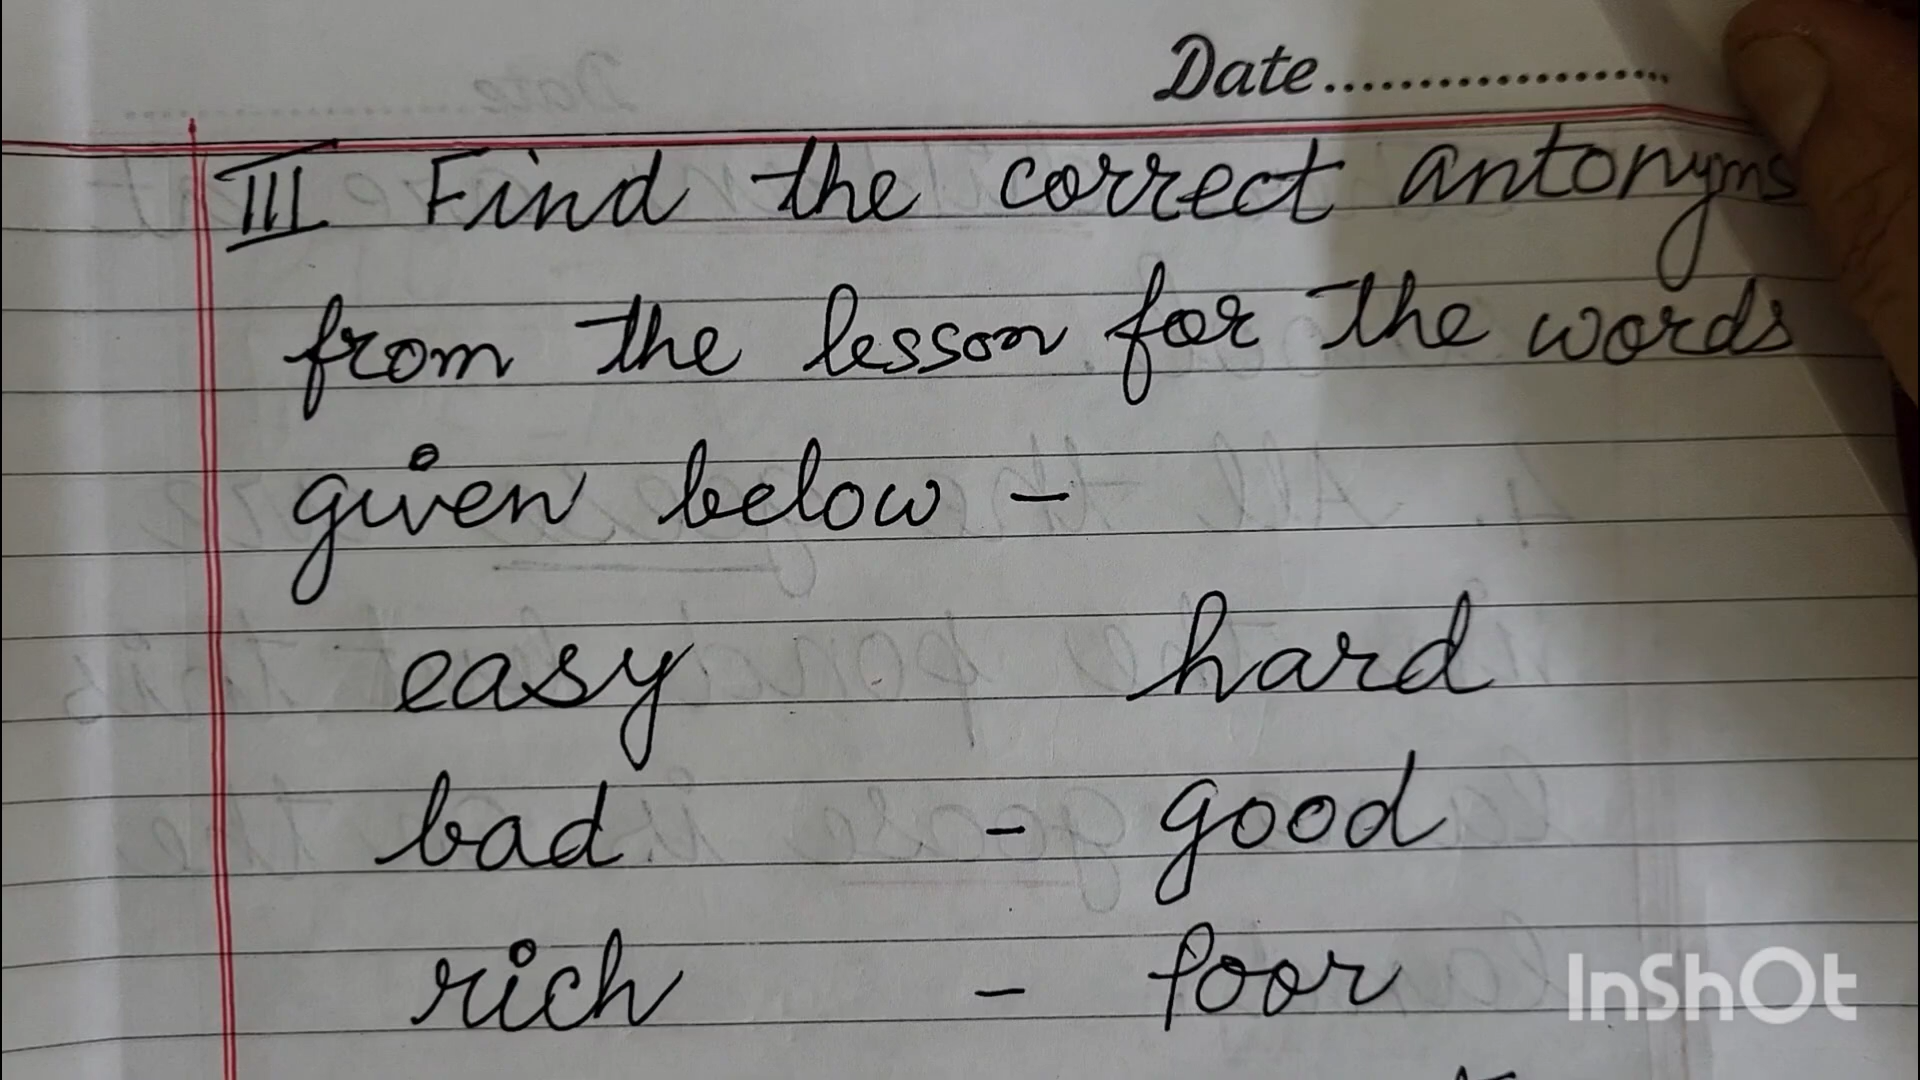 Date....................
III Find the correct antonyms
from the lesson for the words
given below -
easy hard
bad - good
rich - poor
InShOt